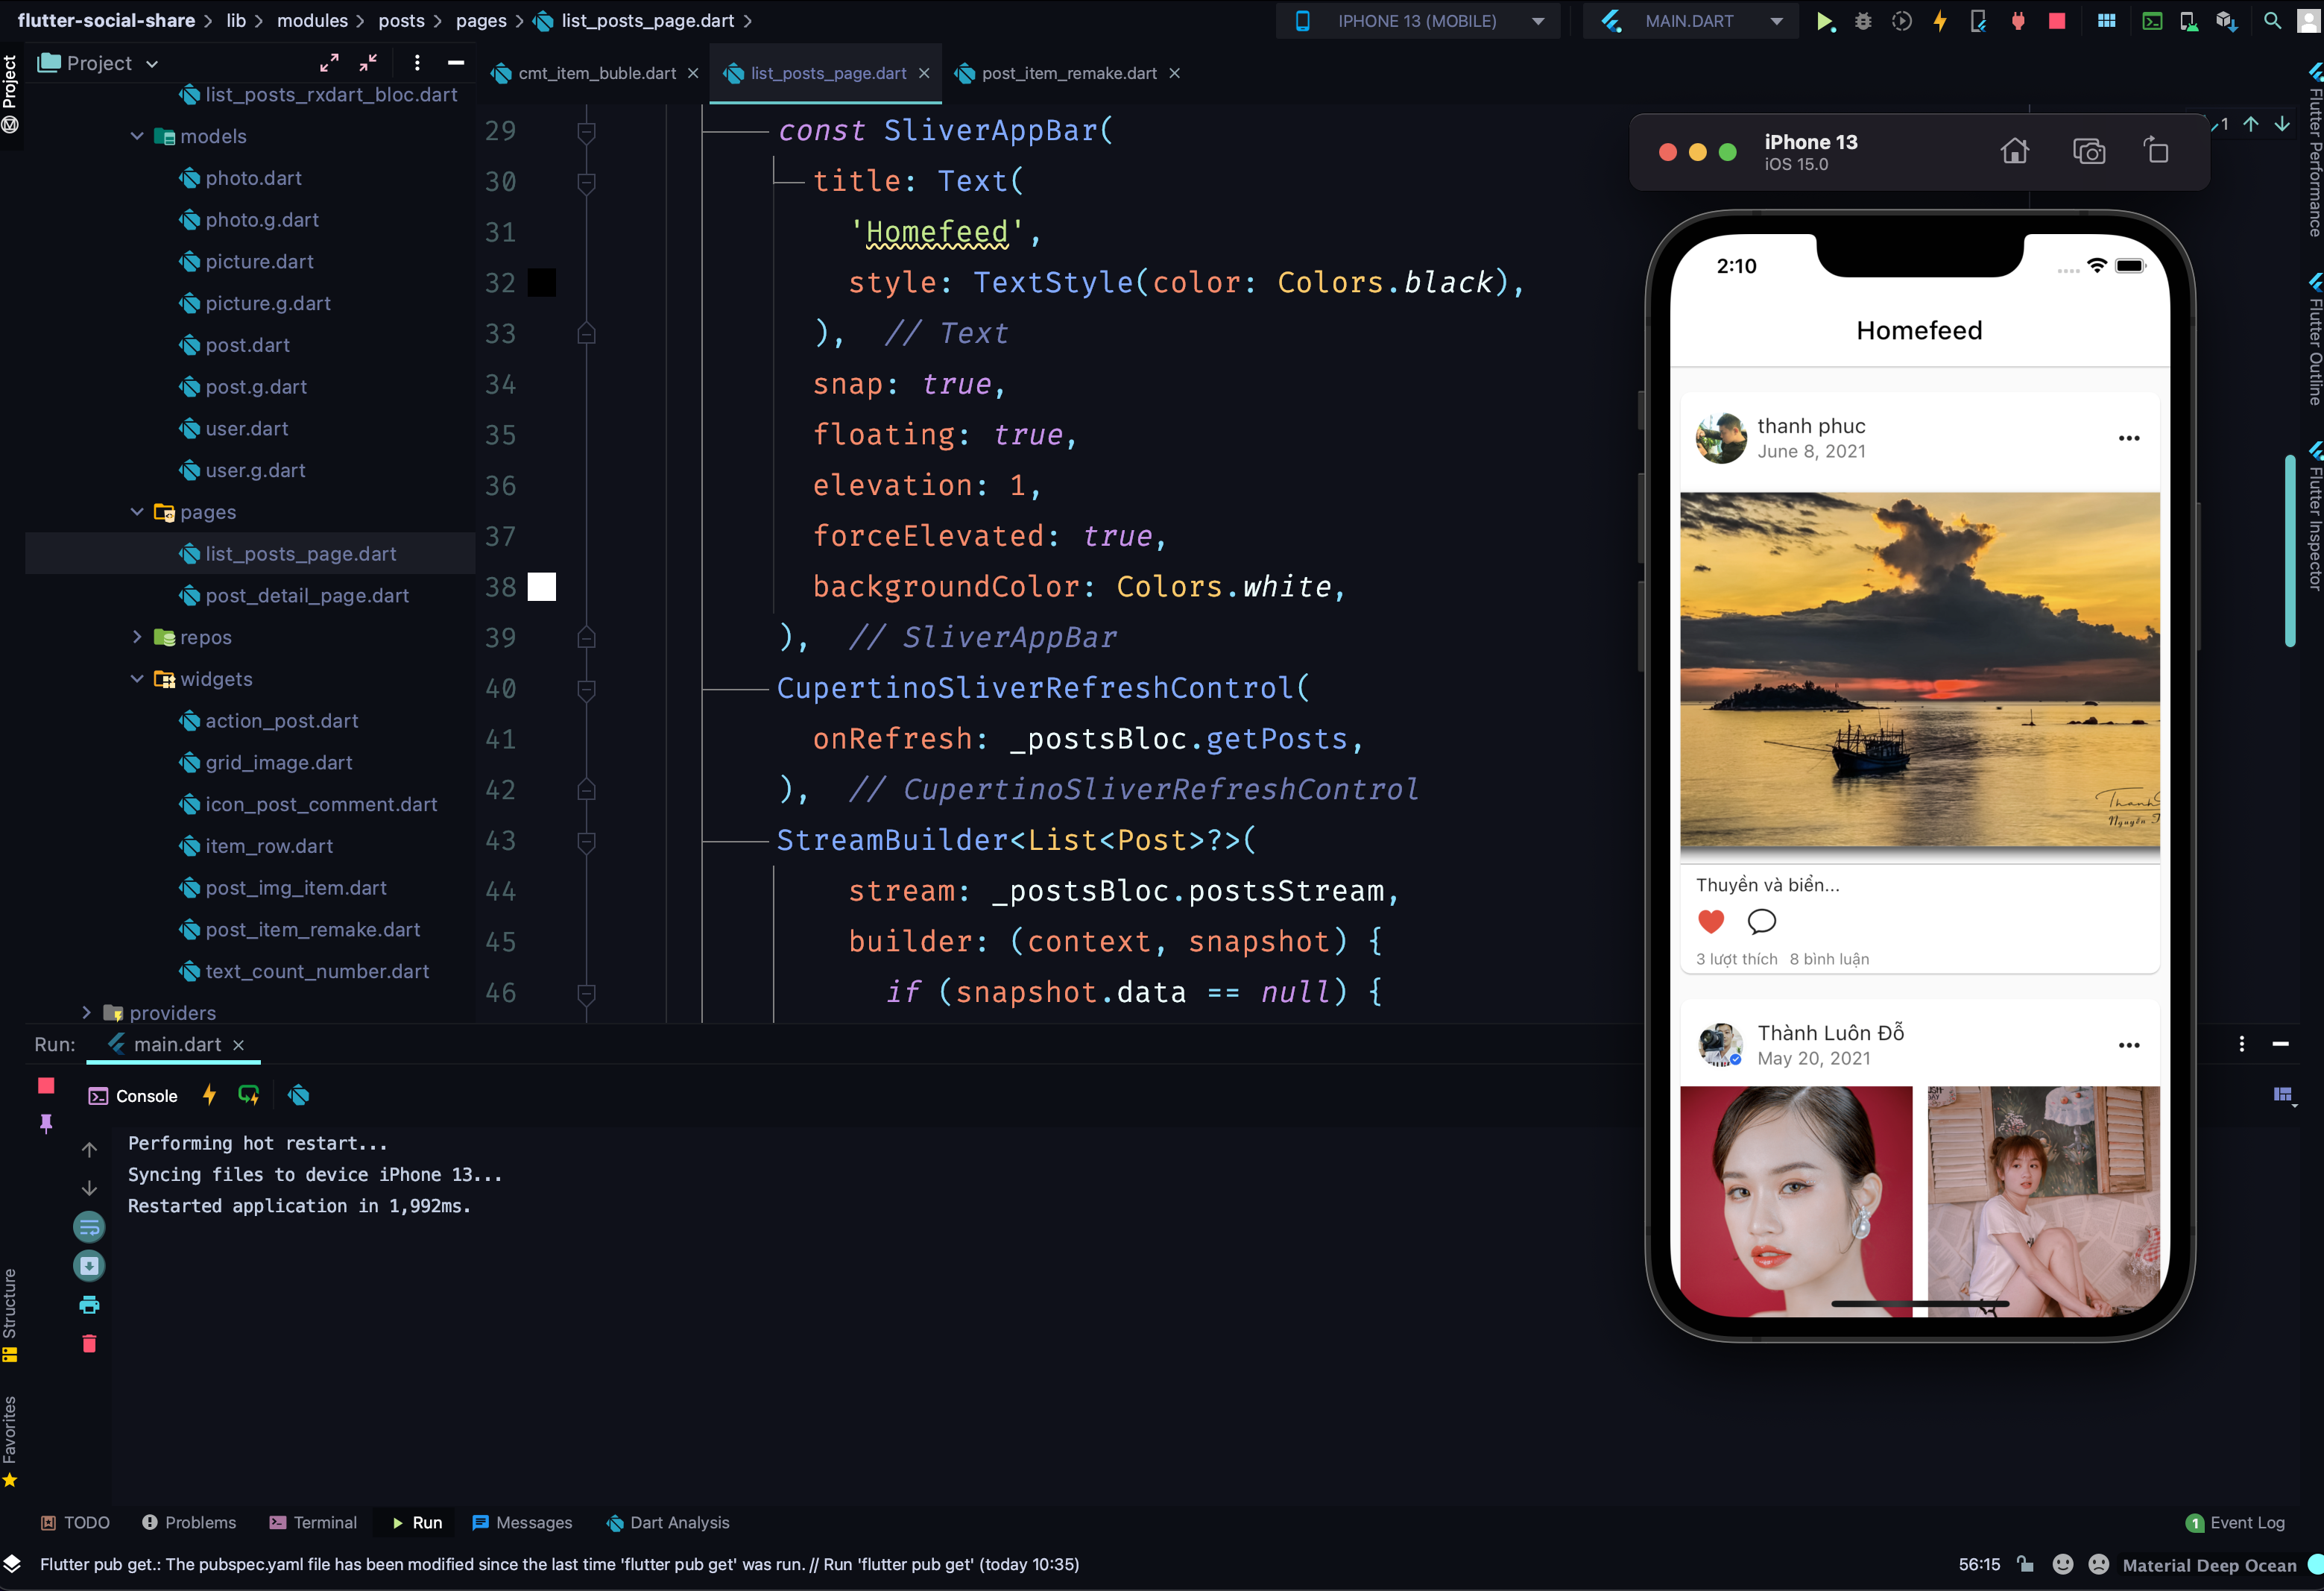 flutter-social-share lib modules posts pages list_posts_page.dart
IPHONE 13 (MOBILE) MAIN.DART
Project
Project
cmt_item_buble.dart list_posts_page.dart post_item_remake.dart
list_posts_rxdart_bloc.dart
models
photo.dart
photo.g.dart
picture.dart
picture.g.dart
post.dart
post.g.dart
user.dart
user.g.dart
pages
list_posts_page.dart
post_detail_page.dart
repos
widgets
action_post.dart
grid_image.dart
icon_post_comment.dart
item_row.dart
post_img_item.dart
post_item_remake.dart
text_count_number.dart
providers
29 const SliverAppBar(
30 title: Text(
31 'Homefeed',
32 style: TextStyle(color: Colors.black),
33 ), // Text
34 snap: true,
35 floating: true,
36 elevation: 1,
37 forceElevated: true,
38 backgroundColor: Colors.white,
39 ), // SliverAppBar
40 CupertinoSliverRefreshControl(
41 onRefresh: _postsBloc.getPosts,
42 ), // CupertinoSliverRefreshControl
43 StreamBuilder<List<Post>?>(
44 stream: _postsBloc.postsStream,
45 builder: (context, snapshot) {
46 if (snapshot.data == null) {
1
iPhone 13
iOS 15.0
2:10
Homefeed
thanh phuc
June 8, 2021
Thuyền và biển...
3 lượt thích 8 bình luận
Thành Luôn Đỗ
May 20, 2021
Flutter Performance
Flutter Outline
Flutter Inspector
Run: main.dart
Console
Performing hot restart...
Syncing files to device iPhone 13...
Restarted application in 1,992ms.
Structure
Favorites
TODO Problems Terminal Run Messages Dart Analysis
1 Event Log
Flutter pub get.: The pubspec.yaml file has been modified since the last time 'flutter pub get' was run. // Run 'flutter pub get' (today 10:35)
56:15 Material Deep Ocean